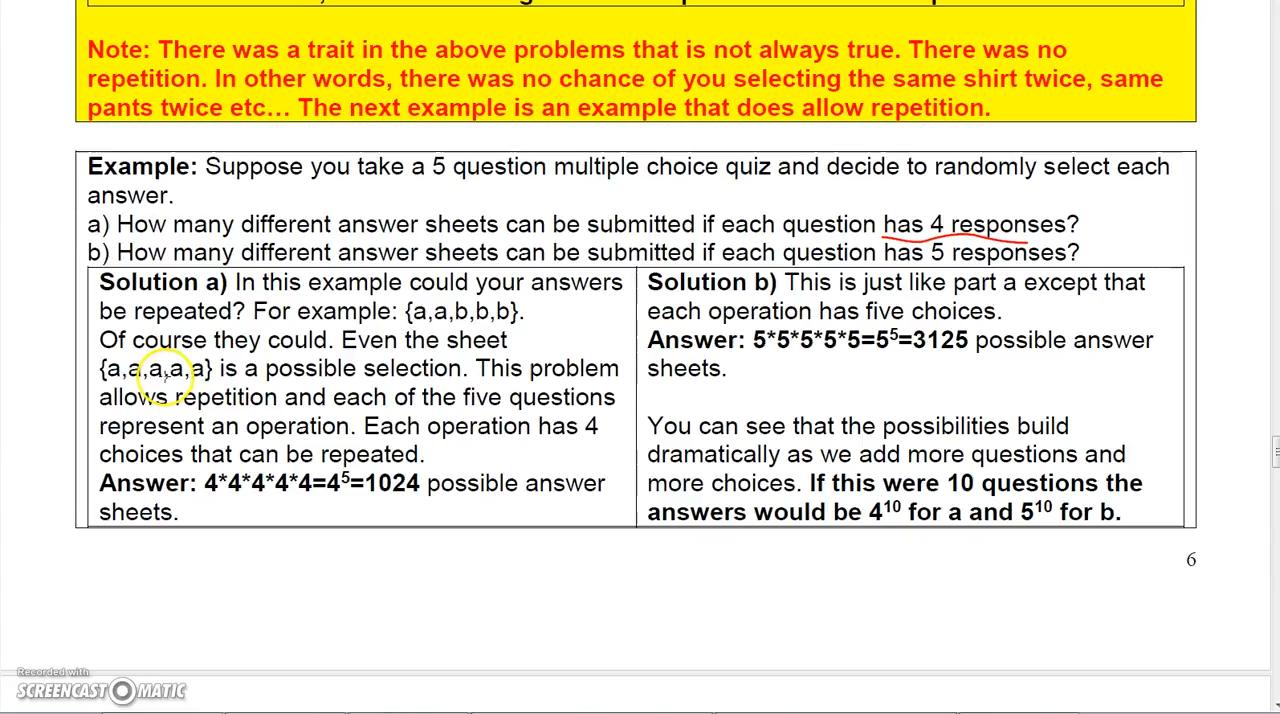 Note: There was a trait in the above problems that is not always true. There was no
repetition. In other words, there was no chance of you selecting the same shirt twice, same
pants twice etc… The next example is an example that does allow repetition.
Example: Suppose you take a 5 question multiple choice quiz and decide to randomly select each
answer.
a) How many different answer sheets can be submitted if each question has 4 responses?
b) How many different answer sheets can be submitted if each question has 5 responses?
Solution a) In this example could your answers
be repeated? For example: {a,a,b,b,b}.
Of course they could. Even the sheet
{a,a,a,a,a} is a possible selection. This problem
allows repetition and each of the five questions
represent an operation. Each operation has 4
choices that can be repeated.
Answer: 4*4*4*4*4=4⁵=1024 possible answer
sheets.
Solution b) This is just like part a except that
each operation has five choices.
Answer: 5*5*5*5*5=5⁵=3125 possible answer
sheets.
You can see that the possibilities build
dramatically as we add more questions and
more choices. If this were 10 questions the
answers would be 4¹⁰ for a and 5¹⁰ for b.
6
Recorded with
SCREENCAST O MATIC